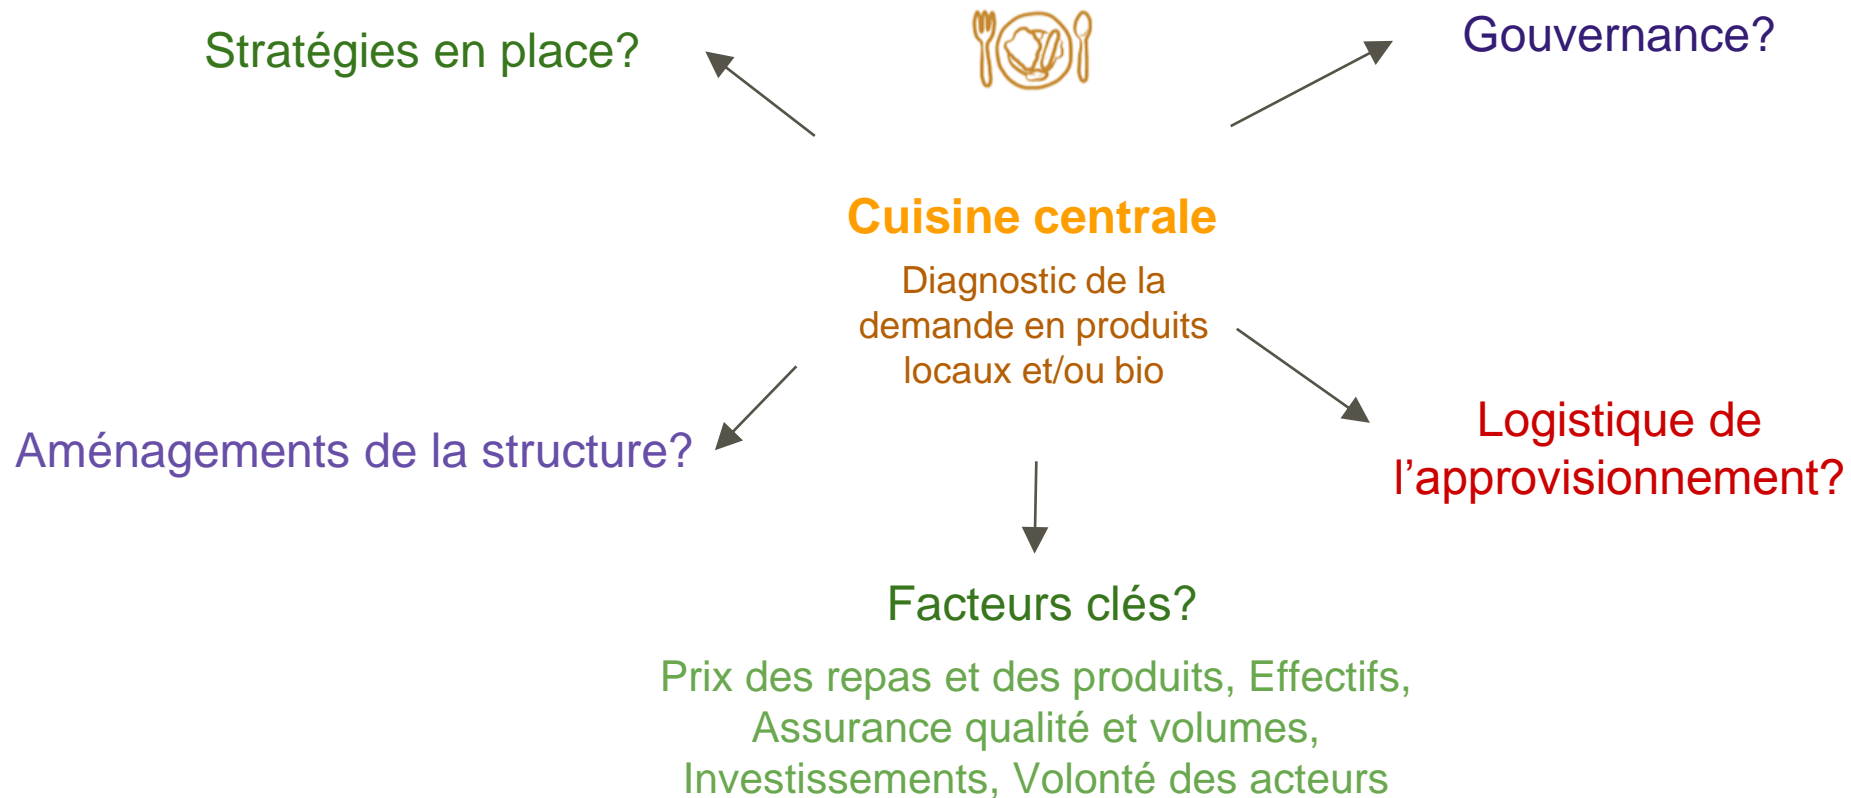 Stratégies en place?
Gouvernance?
Cuisine centrale
Diagnostic de la
demande en produits
locaux et/ou bio
Aménagements de la structure?
Logistique de
l’approvisionnement?
Facteurs clés?
Prix des repas et des produits, Effectifs,
Assurance qualité et volumes,
Investissements, Volonté des acteurs